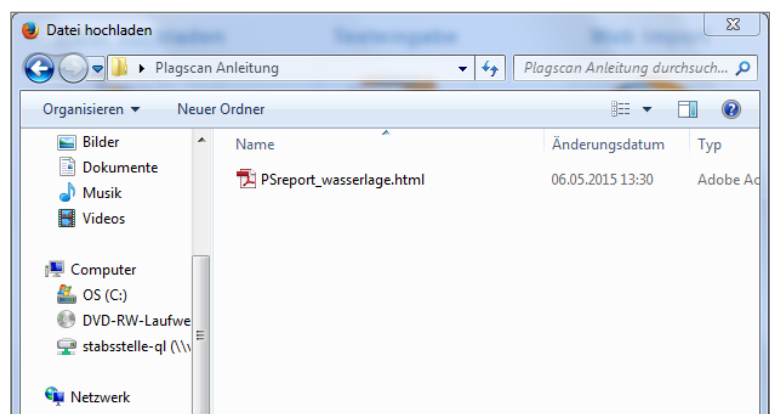 Datei hochladen
Plagscan Anleitung
Plagscan Anleitung durchsuch...
Organisieren
Neuer Ordner
Name
Änderungsdatum
Typ
PSreport_wasserlage.html
06.05.2015 13:30
Adobe Ac
Bilder
Dokumente
Musik
Videos
Computer
OS (C:)
DVD-RW-Laufwe
stabsstelle-ql (\\v
Netzwerk